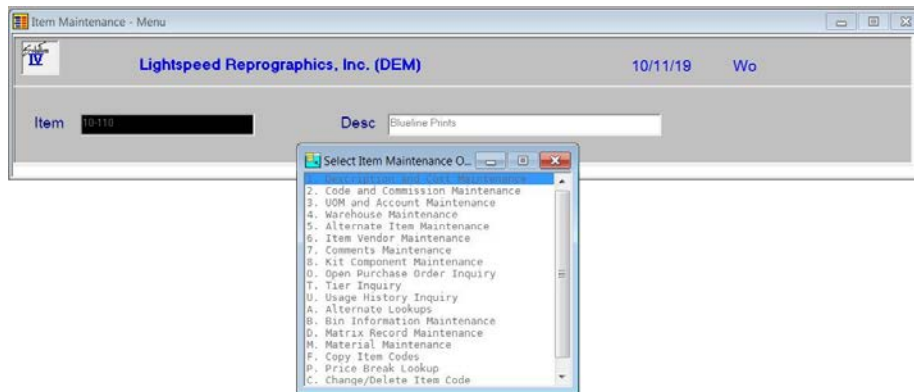 Item Maintenance - Menu
IV
Lightspeed Reprographics, Inc. (DEM) 10/11/19 Wo
Item 10-110 Desc Blueline Prints
Select Item Maintenance O...
1. Description and Cost Maintenance
2. Code and Commission Maintenance
3. UOM and Account Maintenance
4. Warehouse Maintenance
5. Alternate Item Maintenance
6. Item Vendor Maintenance
7. Comments Maintenance
8. Kit Component Maintenance
O. Open Purchase Order Inquiry
T. Tier Inquiry
U. Usage History Inquiry
A. Alternate Lookups
B. Bin Information Maintenance
D. Matrix Record Maintenance
M. Material Maintenance
F. Copy Item Codes
P. Price Break Lookup
C. Change/Delete Item Code